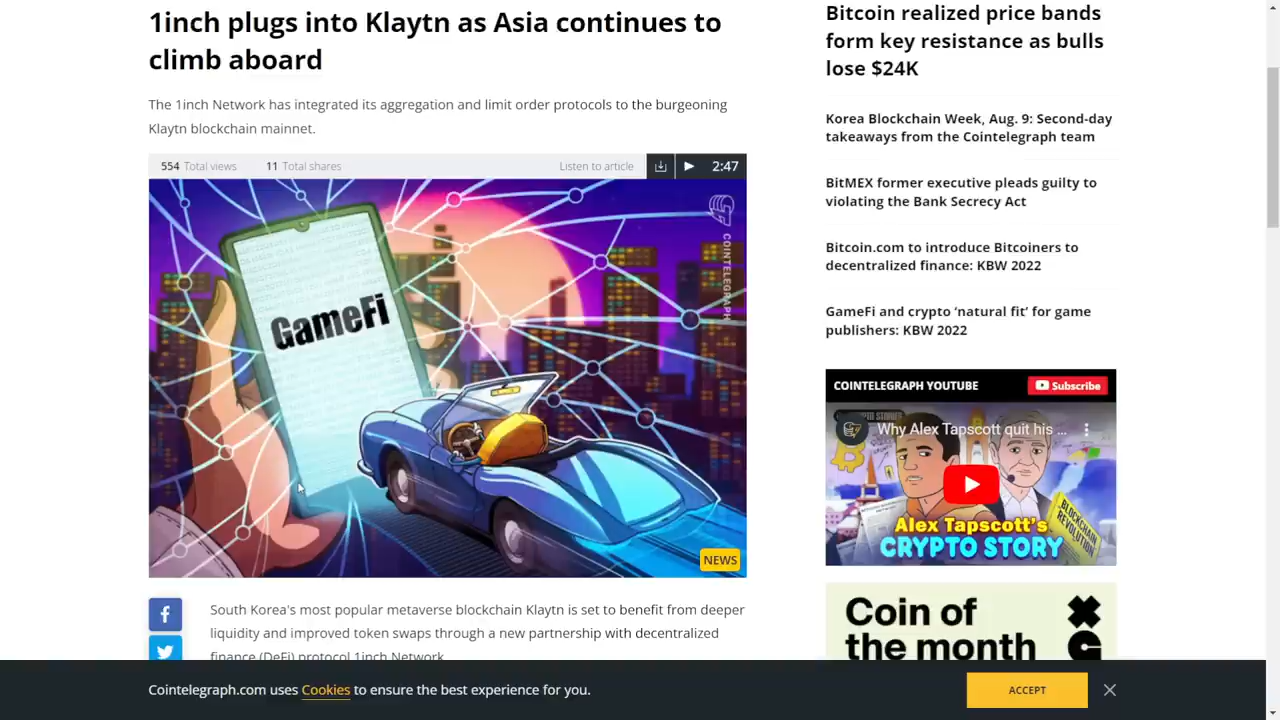 1inch plugs into Klaytn as Asia continues to
climb aboard
The 1inch Network has integrated its aggregation and limit order protocols to the burgeoning
Klaytn blockchain mainnet.
554 Total views 11 Total shares Listen to article 2:47
COINTELEGRAPH
GameFi
NEWS
South Korea's most popular metaverse blockchain Klaytn is set to benefit from deeper
liquidity and improved token swaps through a new partnership with decentralized
finance (DeFi) protocol 1inch Network.
Bitcoin realized price bands
form key resistance as bulls
lose $24K
Korea Blockchain Week, Aug. 9: Second-day
takeaways from the Cointelegraph team
BitMEX former executive pleads guilty to
violating the Bank Secrecy Act
Bitcoin.com to introduce Bitcoiners to
decentralized finance: KBW 2022
GameFi and crypto ‘natural fit’ for game
publishers: KBW 2022
COINTELEGRAPH YOUTUBE Subscribe
Why Alex Tapscott quit his ...
BLOCKCHAIN
REVOLUTION
Alex Tapscott's
CRYPTO STORY
Coin of
the month
Cointelegraph.com uses Cookies to ensure the best experience for you.
ACCEPT